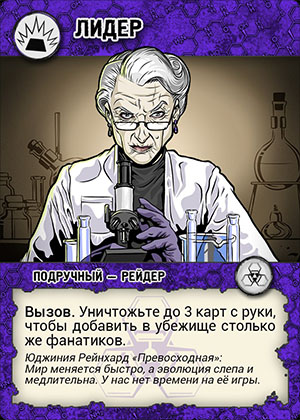 ЛИДЕР
ПОДРУЧНЫЙ – РЕЙДЕР
Вызов. Уничтожьте до 3 карт с руки,
чтобы добавить в убежище столько
же фанатиков.
Юджиния Рейнхард «Превосходная»:
Мир меняется быстро, а эволюция слепа и
медлительна. У нас нет времени на её игры.